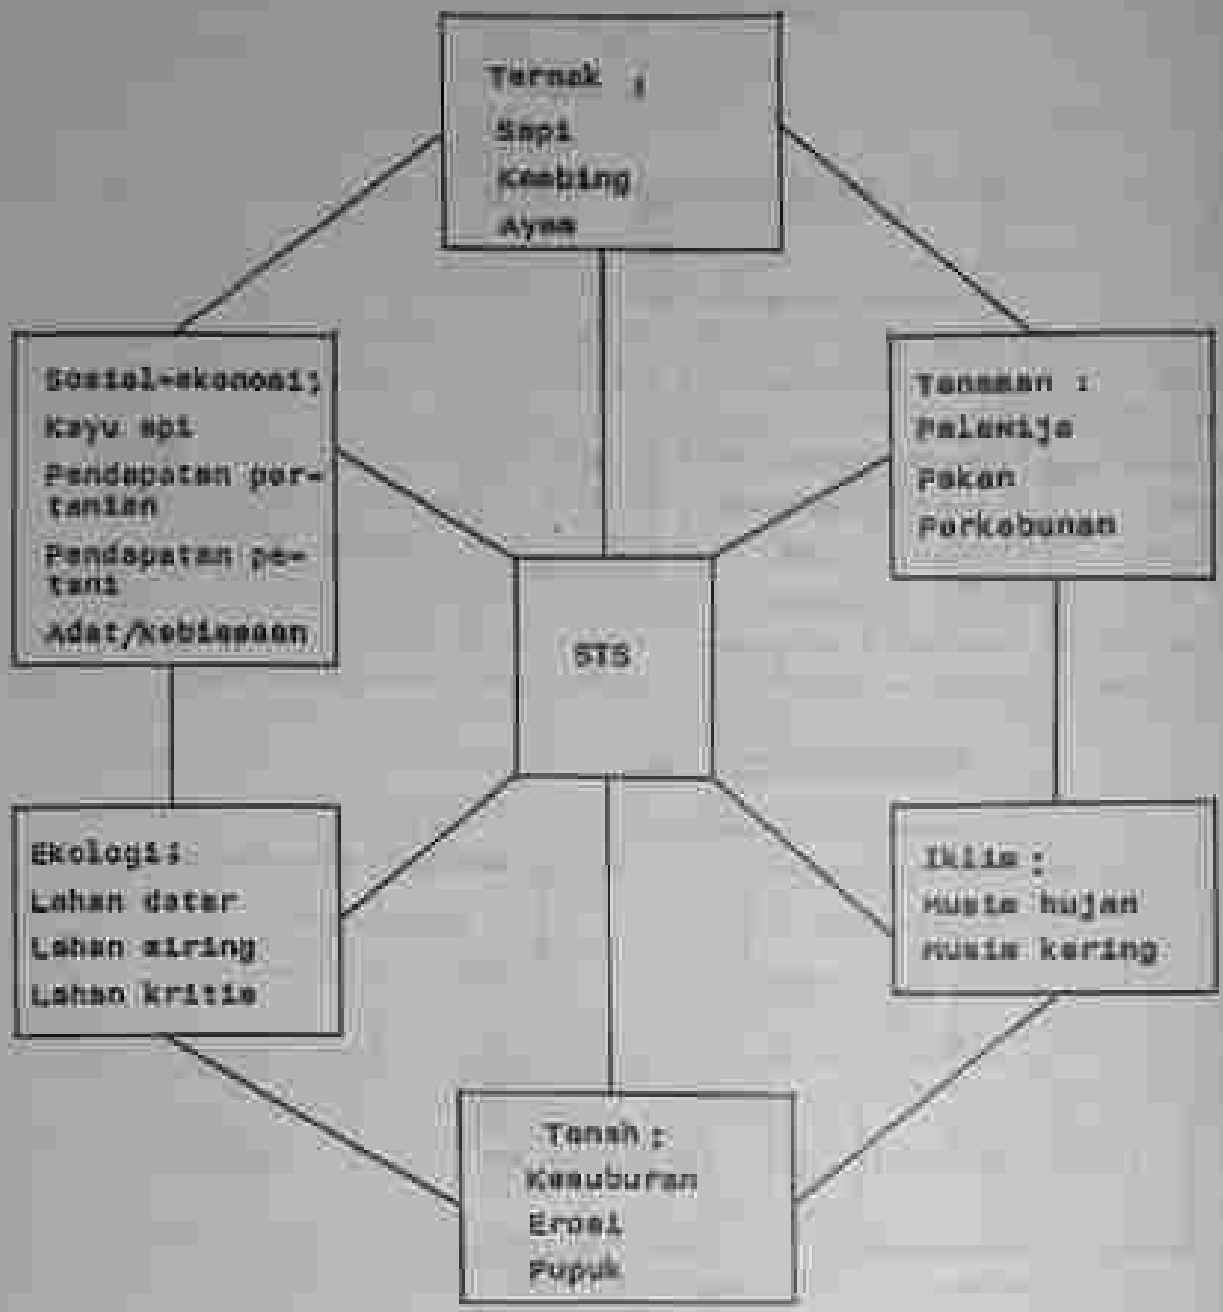 Ternak :
Sapi
Kambing
Ayam
Sosial-ekonomi;
Kayu api
Pendapatan per-
tanian
Pendapatan pe-
tani
Adat/kebiasaan
Tanaman :
Palawija
Pakan
Perkebunan
STS
Ekologi:
Lahan datar
Lahan miring
Lahan kritis
Iklim :
Musim hujan
Musim kering
Tanah :
Kesuburan
Erosi
Pupuk